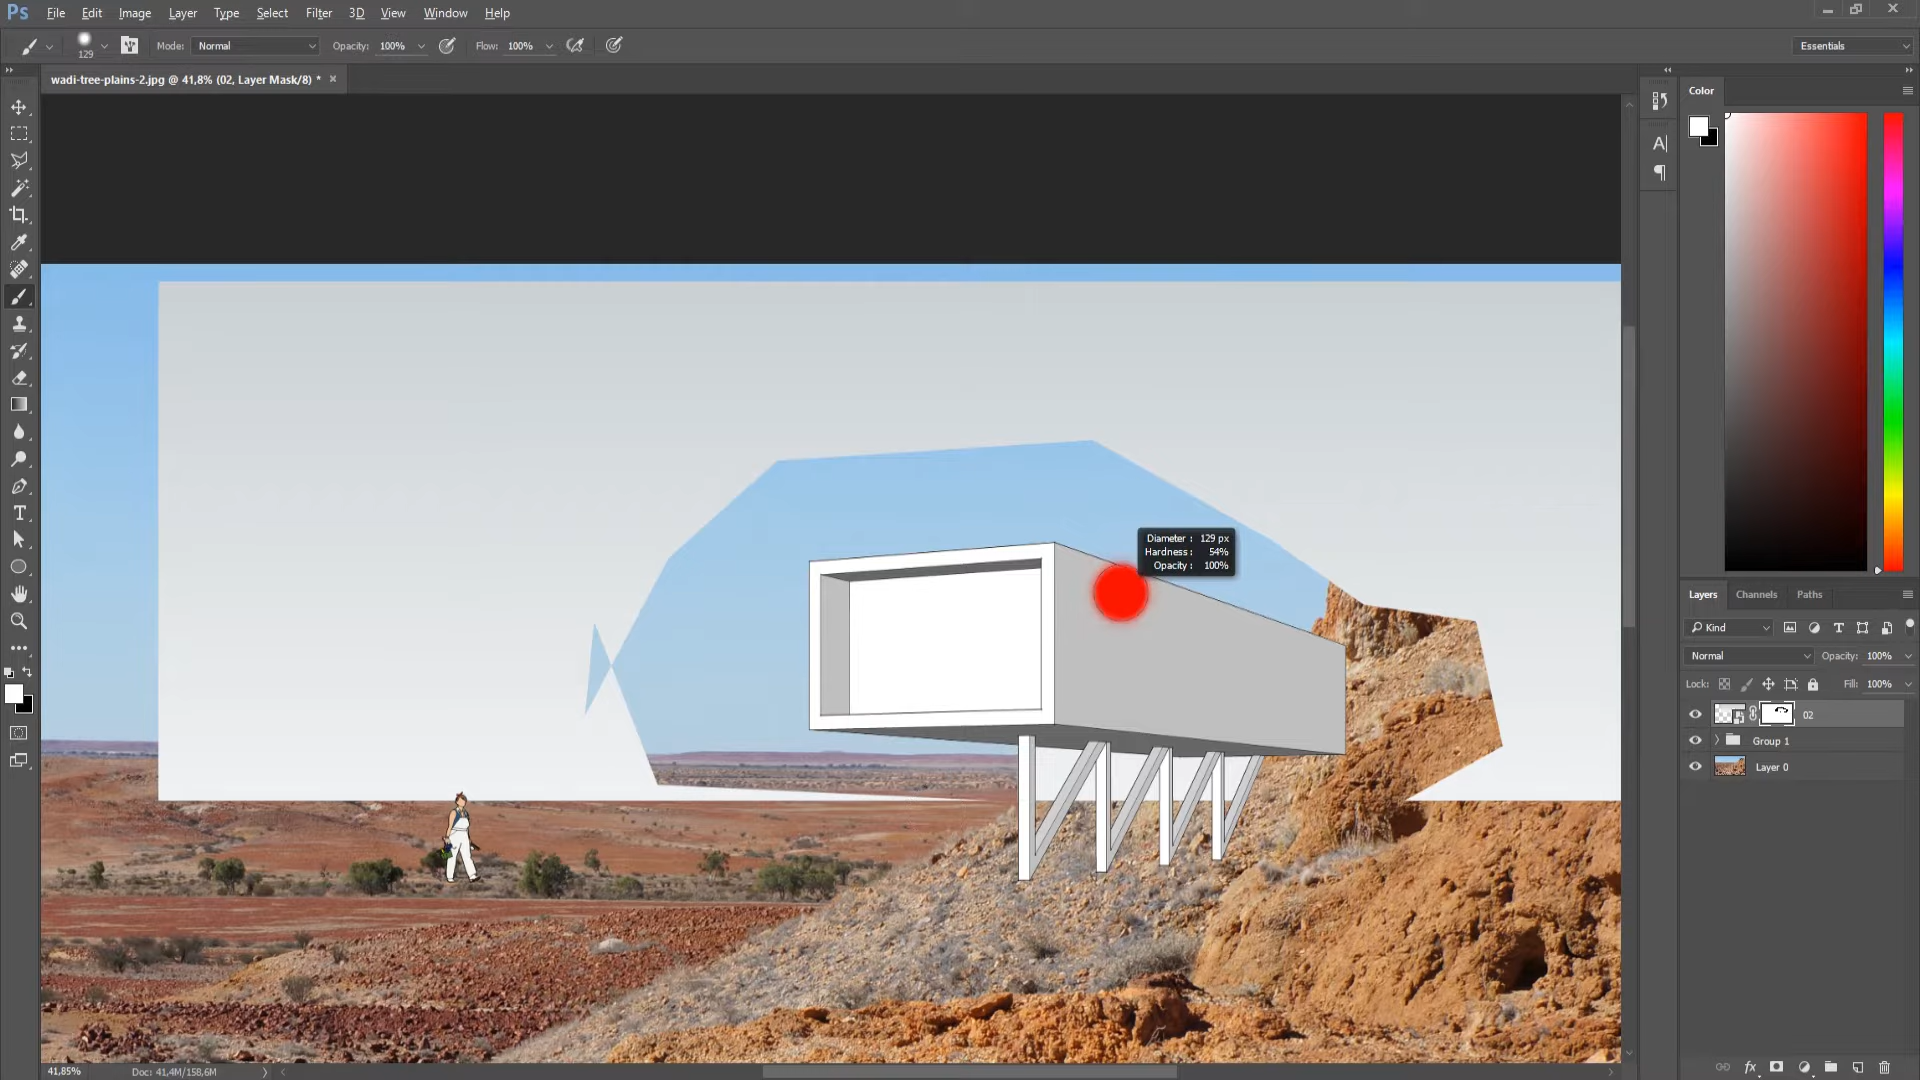 Ps File Edit Image Layer Type Select Filter 3D View Window Help
129 Mode: Normal Opacity: 100% Flow: 100% Essentials
wadi-tree-plains-2.jpg @ 41,8% (02, Layer Mask/8) * ×
Color
Diameter : 129 px
Hardness : 54%
Opacity : 100%
Layers Channels Paths
Kind
Normal Opacity: 100%
Lock: Fill: 100%
02
Group 1
Layer 0
41,85% Doc: 41,4M/158,6M